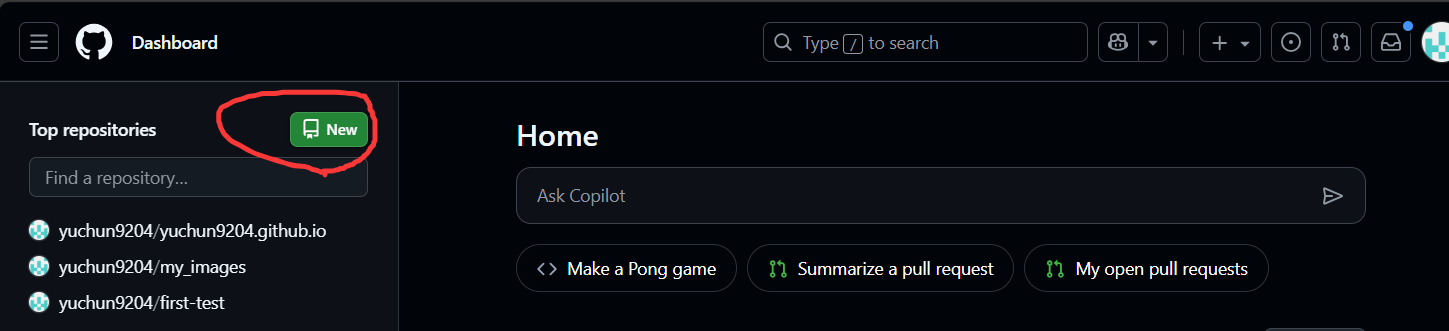 Dashboard
Type / to search
Top repositories
New
Find a repository...
yuchun9204/yuchun9204.github.io
yuchun9204/my_images
yuchun9204/first-test
Home
Ask Copilot
Make a Pong game
Summarize a pull request
My open pull requests